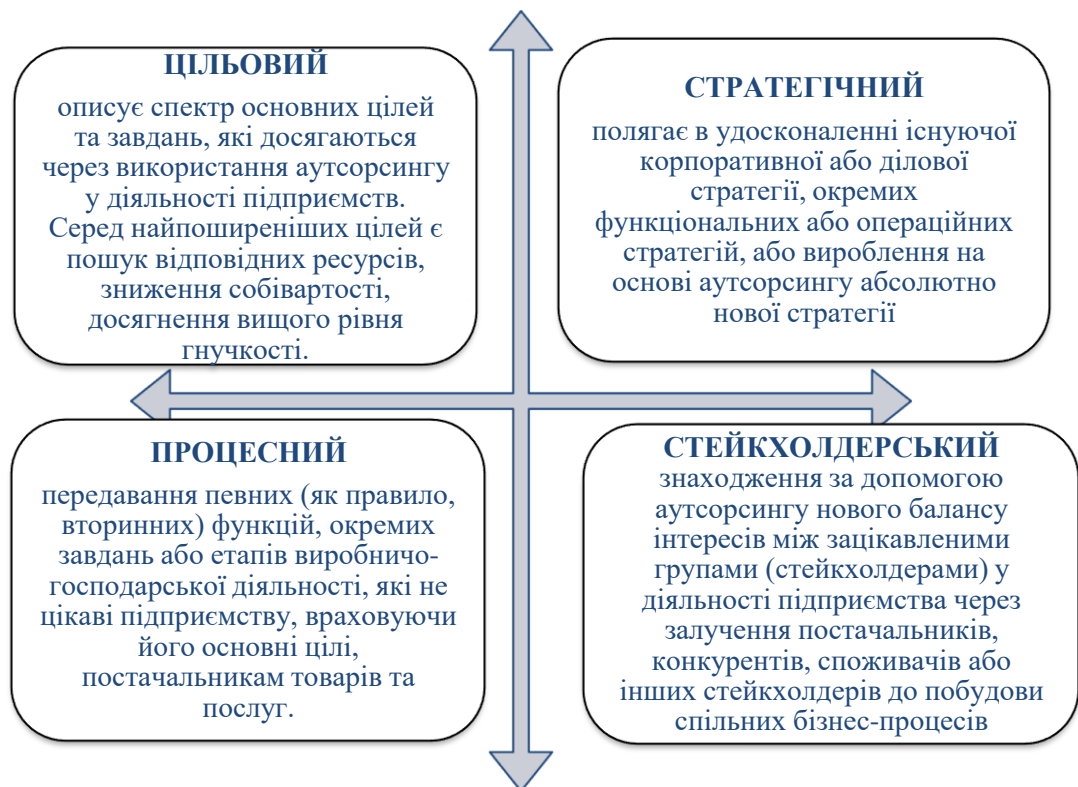 ЦІЛЬОВИЙ
описує спектр основних цілей
та завдань, які досягаються
через використання аутсорсингу
у діяльності підприємств.
Серед найпоширеніших цілей є
пошук відповідних ресурсів,
зниження собівартості,
досягнення вищого рівня
гнучкості.
СТРАТЕГІЧНИЙ
полягає в удосконаленні існуючої
корпоративної або ділової
стратегії, окремих
функціональних або операційних
стратегій, або вироблення на
основі аутсорсингу абсолютно
нової стратегії
ПРОЦЕСНИЙ
передавання певних (як правило,
вторинних) функцій, окремих
завдань або етапів виробничо-
господарської діяльності, які не
цікаві підприємству, враховуючи
його основні цілі,
постачальникам товарів та
послуг.
СТЕЙКХОЛДЕРСЬКИЙ
знаходження за допомогою
аутсорсингу нового балансу
інтересів між зацікавленими
групами (стейкхолдерами) у
діяльності підприємства через
залучення постачальників,
конкурентів, споживачів або
інших стейкхолдерів до побудови
спільних бізнес-процесів